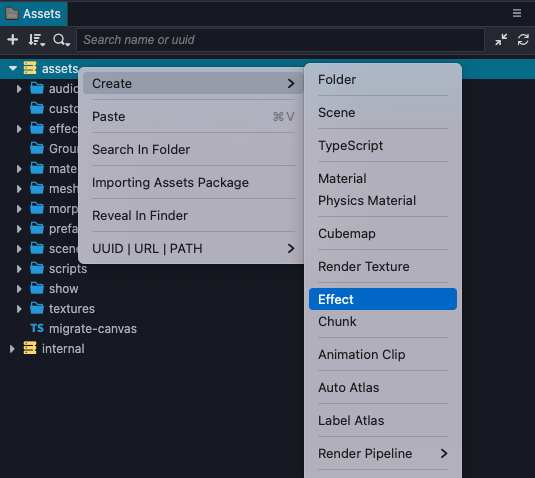 Assets
Search name or uuid
assets
audio
custo
effec
Grou
mate
mesh
morp
prefa
scene
scripts
show
textures
TS migrate-canvas
internal
Create
Paste ⌘V
Search In Folder
Importing Assets Package
Reveal In Finder
UUID | URL | PATH
Folder
Scene
TypeScript
Material
Physics Material
Cubemap
Render Texture
Effect
Chunk
Animation Clip
Auto Atlas
Label Atlas
Render Pipeline